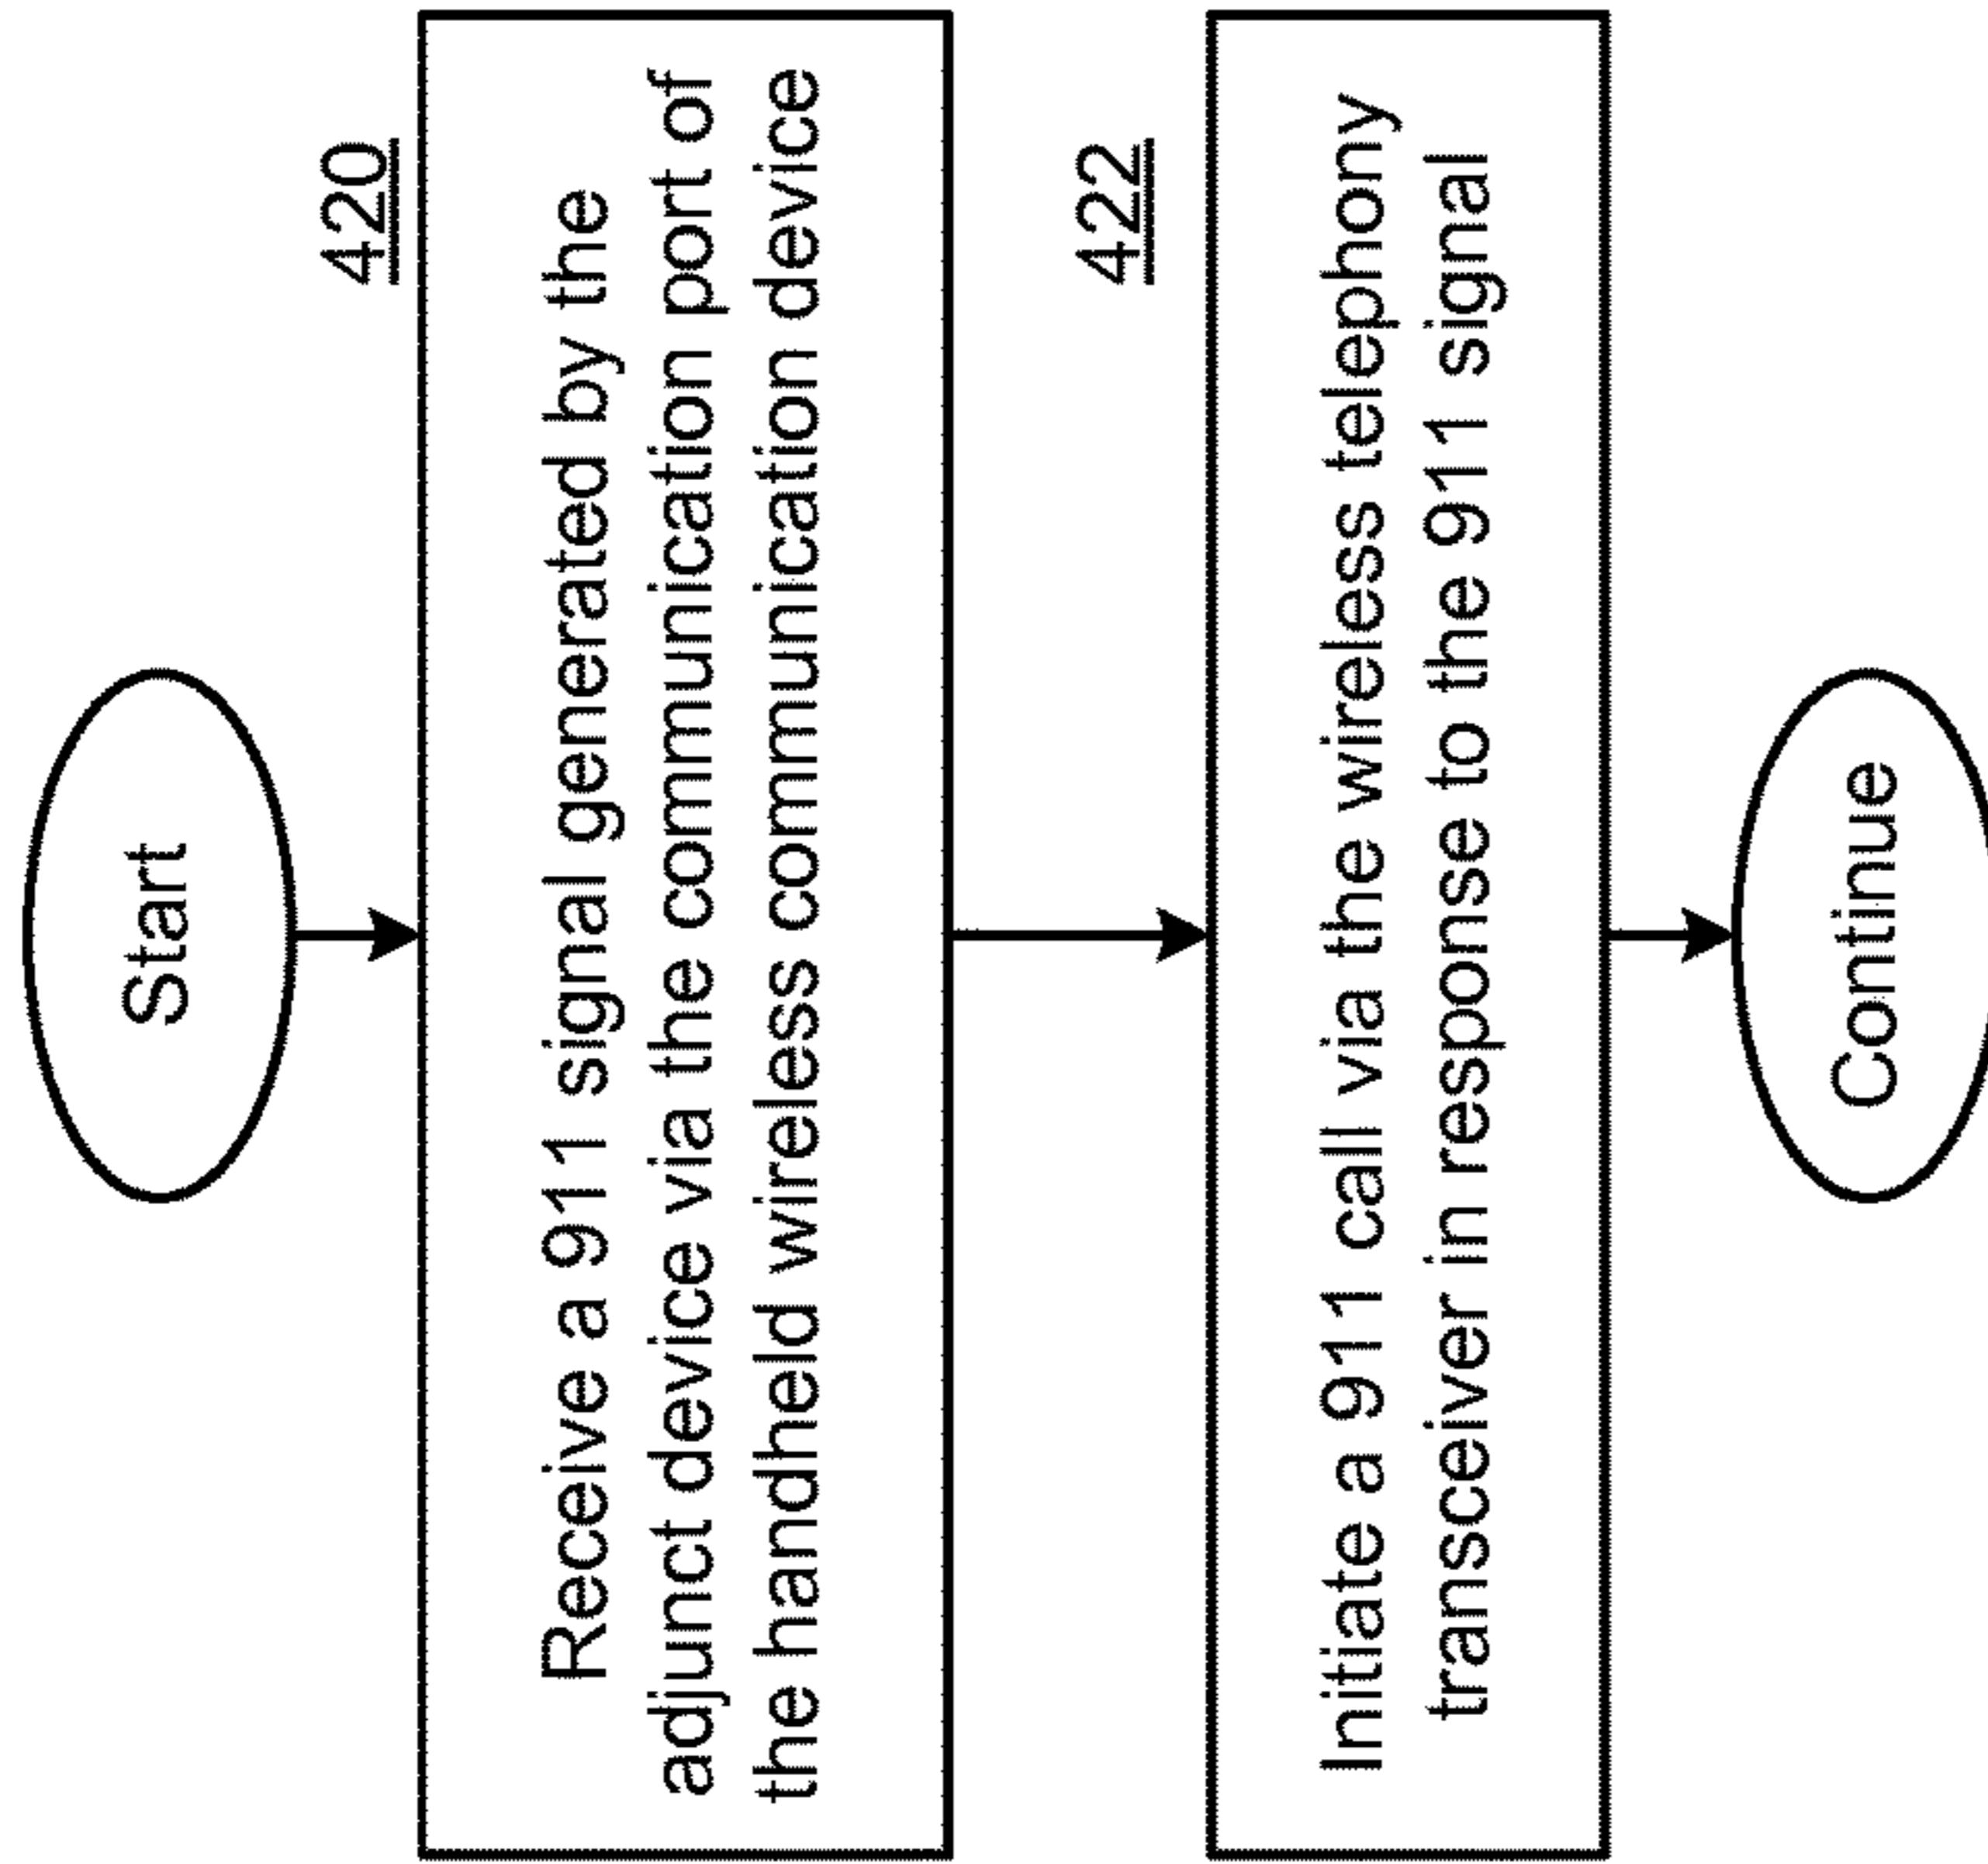 Start
420
Receive a 911 signal generated by the
adjunct device via the communication port of
the handheld wireless communication device
422
Initiate a 911 call via the wireless telephony
transceiver in response to the 911 signal
Continue